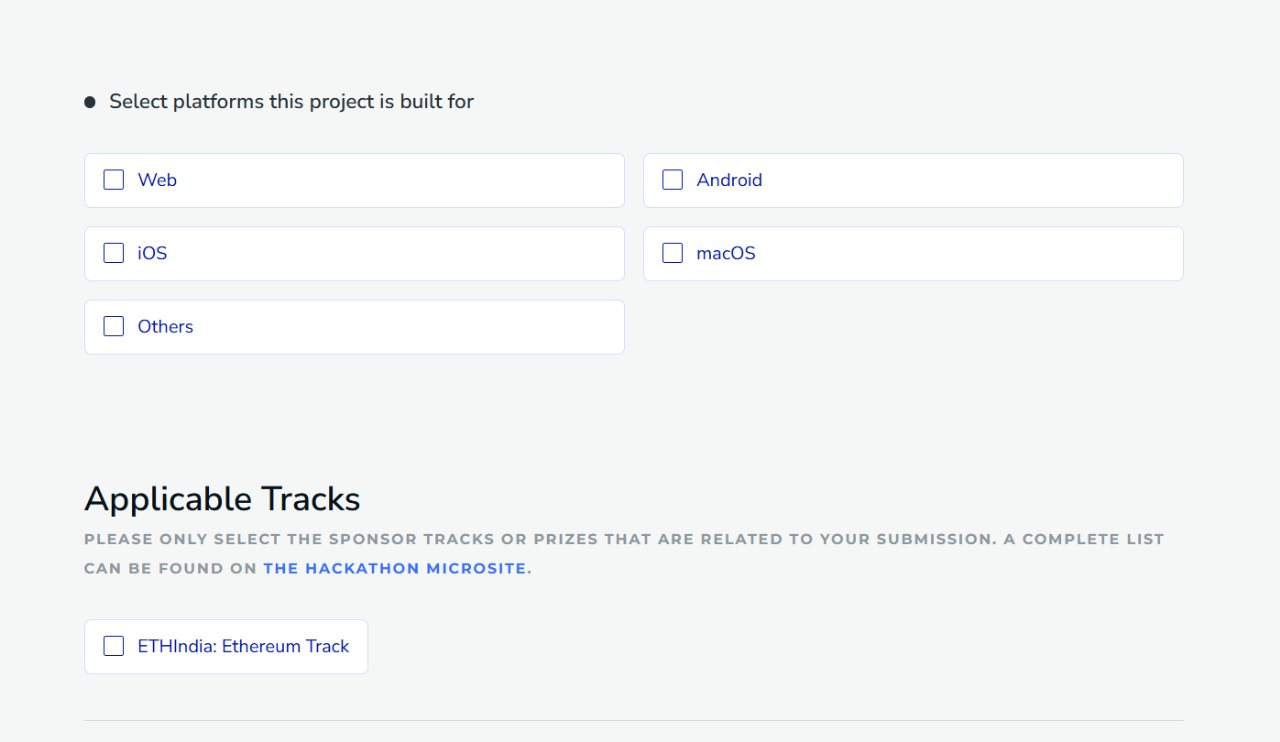 Select platforms this project is built for
Web
Android
iOS
macOS
Others
Applicable Tracks
PLEASE ONLY SELECT THE SPONSOR TRACKS OR PRIZES THAT ARE RELATED TO YOUR SUBMISSION. A COMPLETE LIST
CAN BE FOUND ON THE HACKATHON MICROSITE.
ETHIndia: Ethereum Track